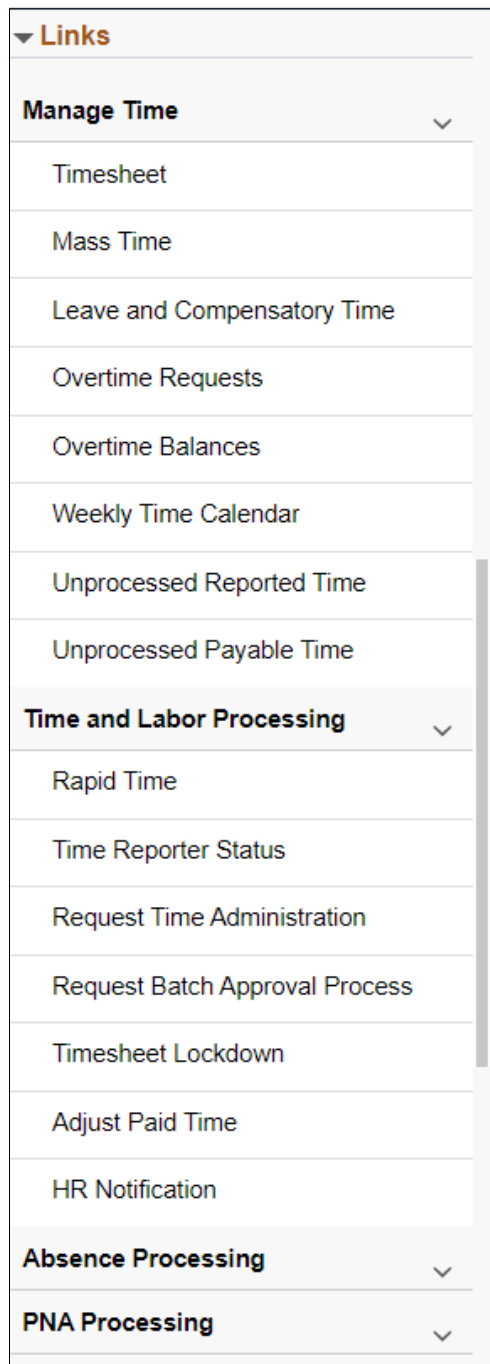 Links
Manage Time
Timesheet
Mass Time
Leave and Compensatory Time
Overtime Requests
Overtime Balances
Weekly Time Calendar
Unprocessed Reported Time
Unprocessed Payable Time
Time and Labor Processing
Rapid Time
Time Reporter Status
Request Time Administration
Request Batch Approval Process
Timesheet Lockdown
Adjust Paid Time
HR Notification
Absence Processing
PNA Processing